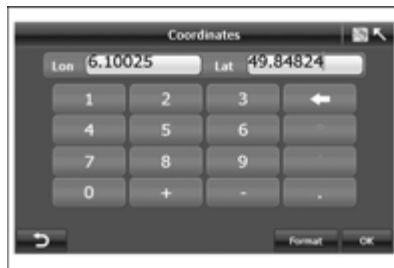 Coordinates
Lon 6.10025 Lat 49.84824
1 2 3
4 5 6
7 8 9
0 + - .
Format OK